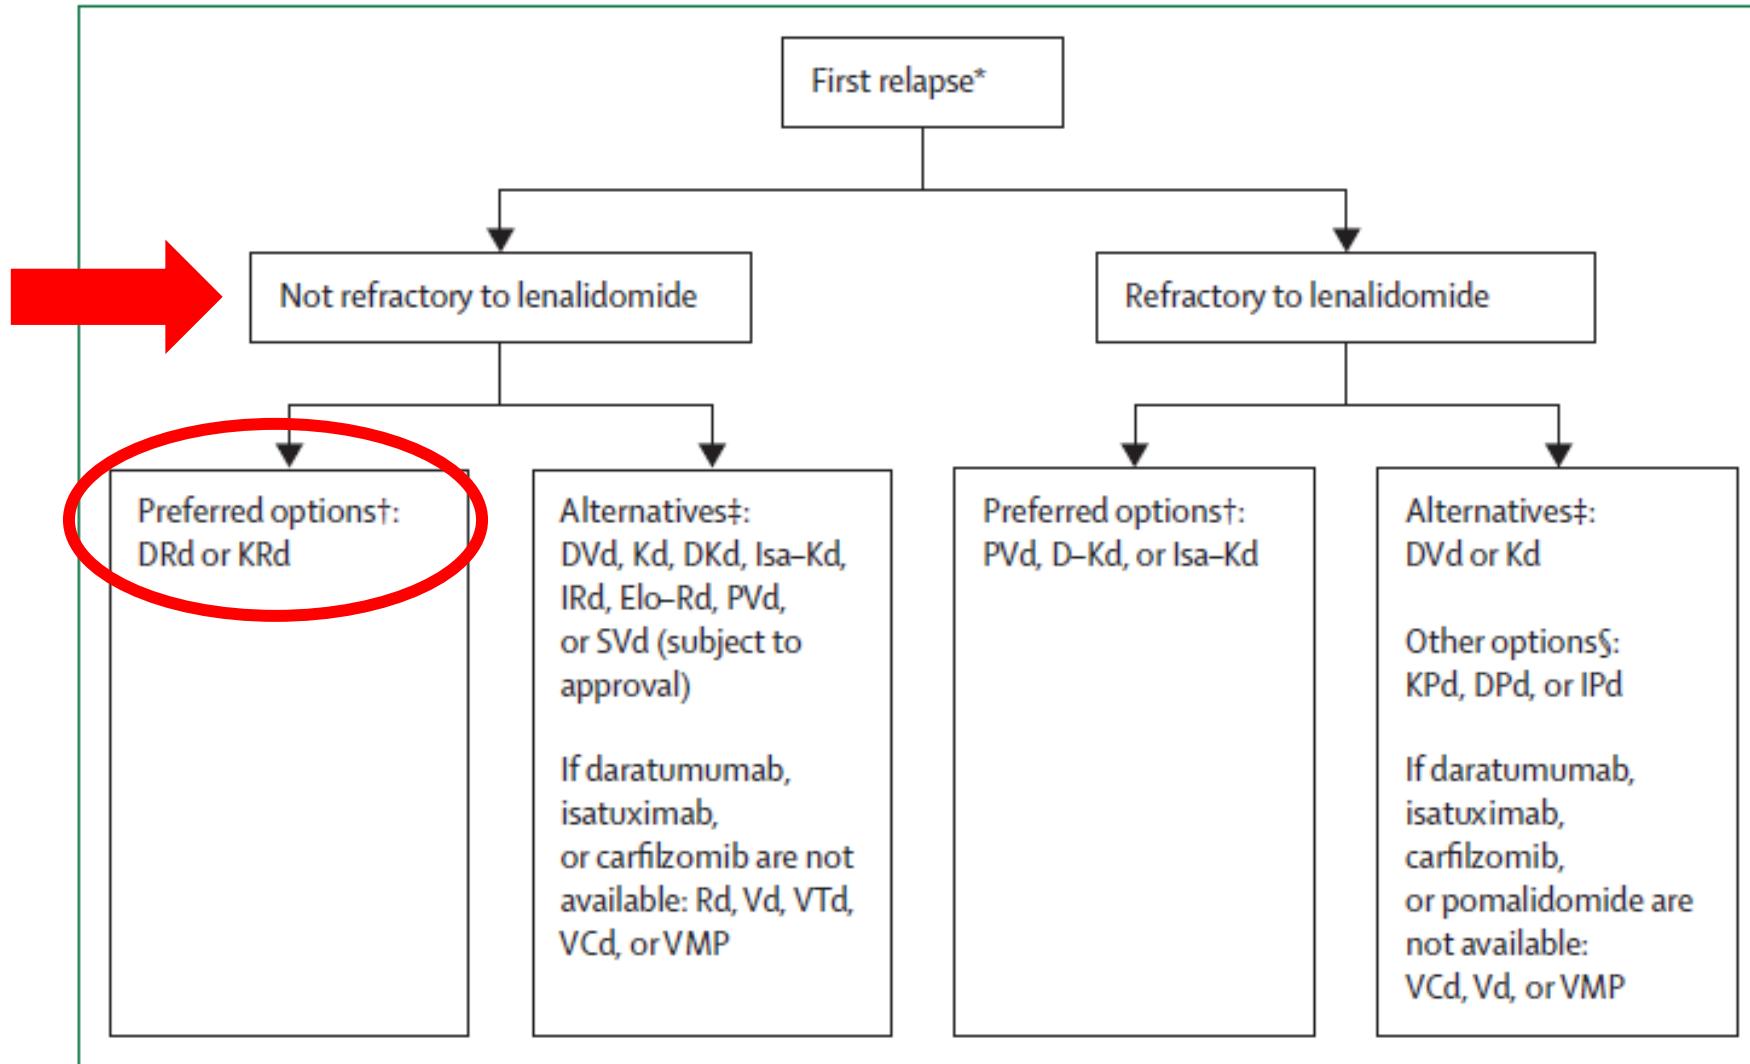 First relapse*
Not refractory to lenalidomide
Refractory to lenalidomide
Preferred options†:
DRd or KRd
Alternatives‡:
DVd, Kd, DKd, Isa–Kd,
IRd, Elo–Rd, PVd,
or SVd (subject to
approval)
If daratumumab,
isatuximab,
or carfilzomib are not
available: Rd, Vd, VTd,
VCd, or VMP
Preferred options†:
PVd, D–Kd, or Isa–Kd
Alternatives‡:
DVd or Kd
Other options§:
KPd, DPd, or IPd
If daratumumab,
isatuximab,
carfilzomib,
or pomalidomide are
not available:
VCd, Vd, or VMP